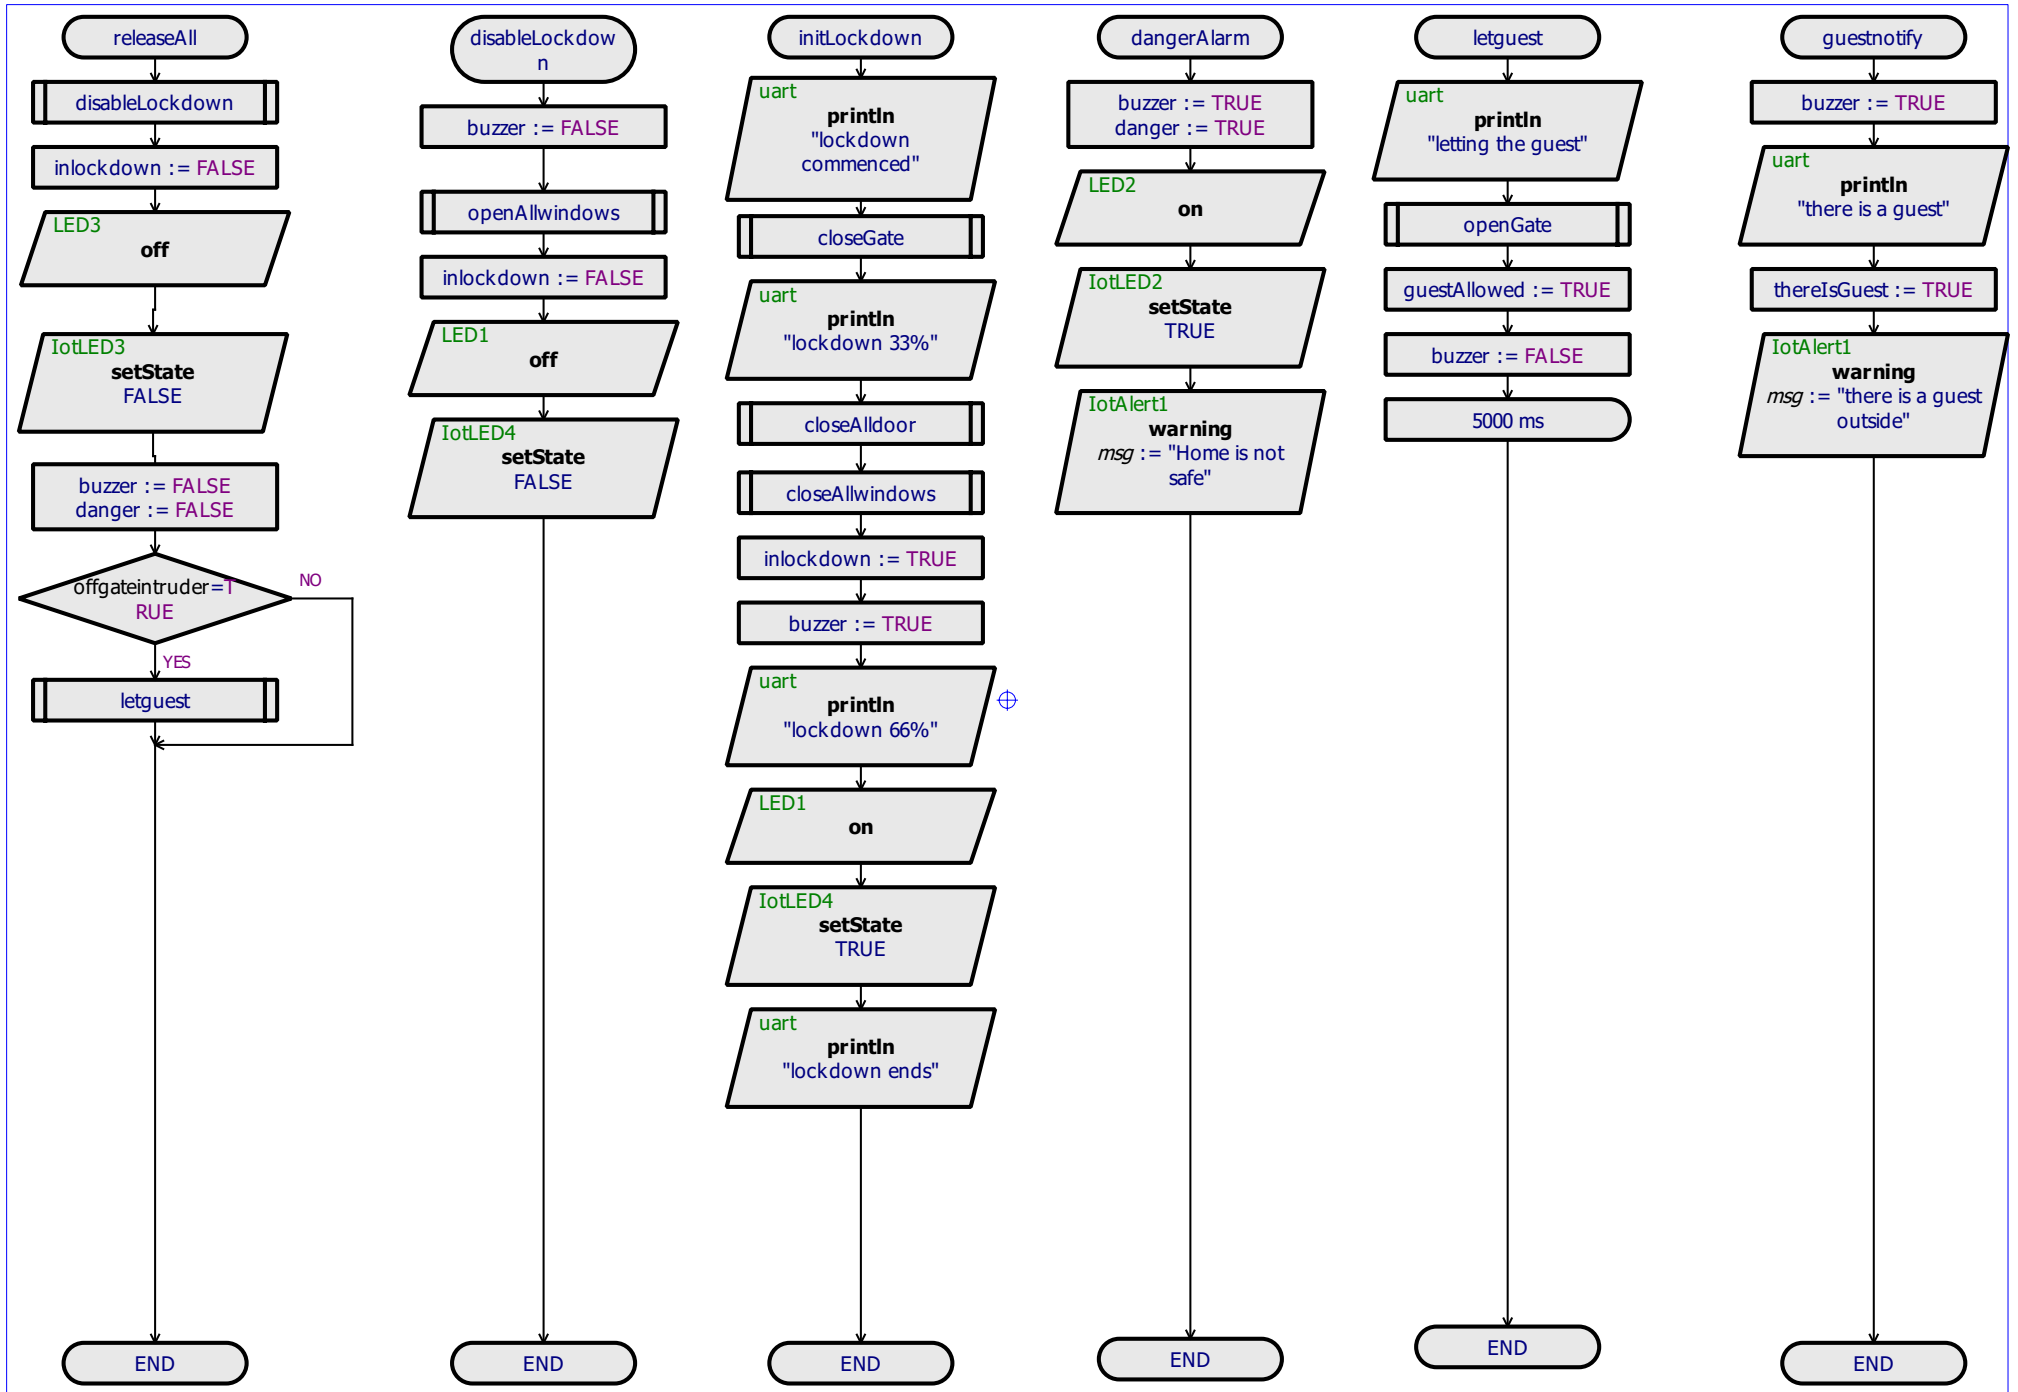 releaseAll
disableLockdown
inlockdown := FALSE
LED3
off
IotLED3
setState
FALSE
buzzer := FALSE
danger := FALSE
offgateintruder=T
RUE
NO
YES
letguest
END
disableLockdow
n
buzzer := FALSE
openAllwindows
inlockdown := FALSE
LED1
off
IotLED4
setState
FALSE
END
initLockdown
uart
println
"lockdown
commenced"
closeGate
uart
println
"lockdown 33%"
closeAlldoor
closeAllwindows
inlockdown := TRUE
buzzer := TRUE
uart
println
"lockdown 66%"
LED1
on
IotLED4
setState
TRUE
uart
println
"lockdown ends"
END
dangerAlarm
buzzer := TRUE
danger := TRUE
LED2
on
IotLED2
setState
TRUE
IotAlert1
warning
msg := "Home is not
safe"
END
letguest
uart
println
"letting the guest"
openGate
guestAllowed := TRUE
buzzer := FALSE
5000 ms
END
guestnotify
buzzer := TRUE
uart
println
"there is a guest"
thereIsGuest := TRUE
IotAlert1
warning
msg := "there is a guest
outside"
END